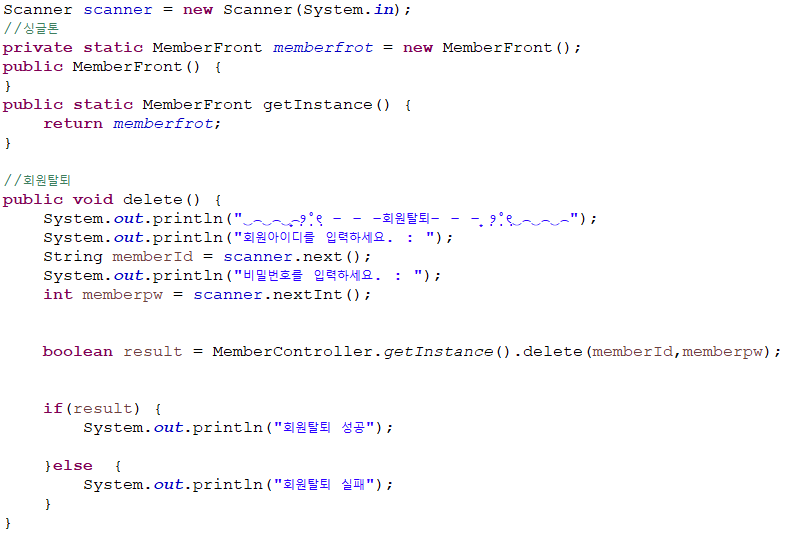 Scanner scanner = new Scanner(System.in);
//싱글톤
private static MemberFront memberfrot = new MemberFront();
public MemberFront() {
}
public static MemberFront getInstance() {
    return memberfrot;
}
//회원탈퇴
public void delete() {
    System.out.println("‿︵‿︵୨˚̣̣̣͙୧ - - -회원탈퇴- - - ୨˚̣̣̣͙୧‿︵‿︵");
    System.out.println("회원아이디를 입력하세요. : ");
    String memberId = scanner.next();
    System.out.println("비밀번호를 입력하세요. : ");
    int memberpw = scanner.nextInt();
    boolean result = MemberController.getInstance().delete(memberId,memberpw);
    if(result) {
        System.out.println("회원탈퇴 성공");
    }else  {
        System.out.println("회원탈퇴 실패");
    }
}